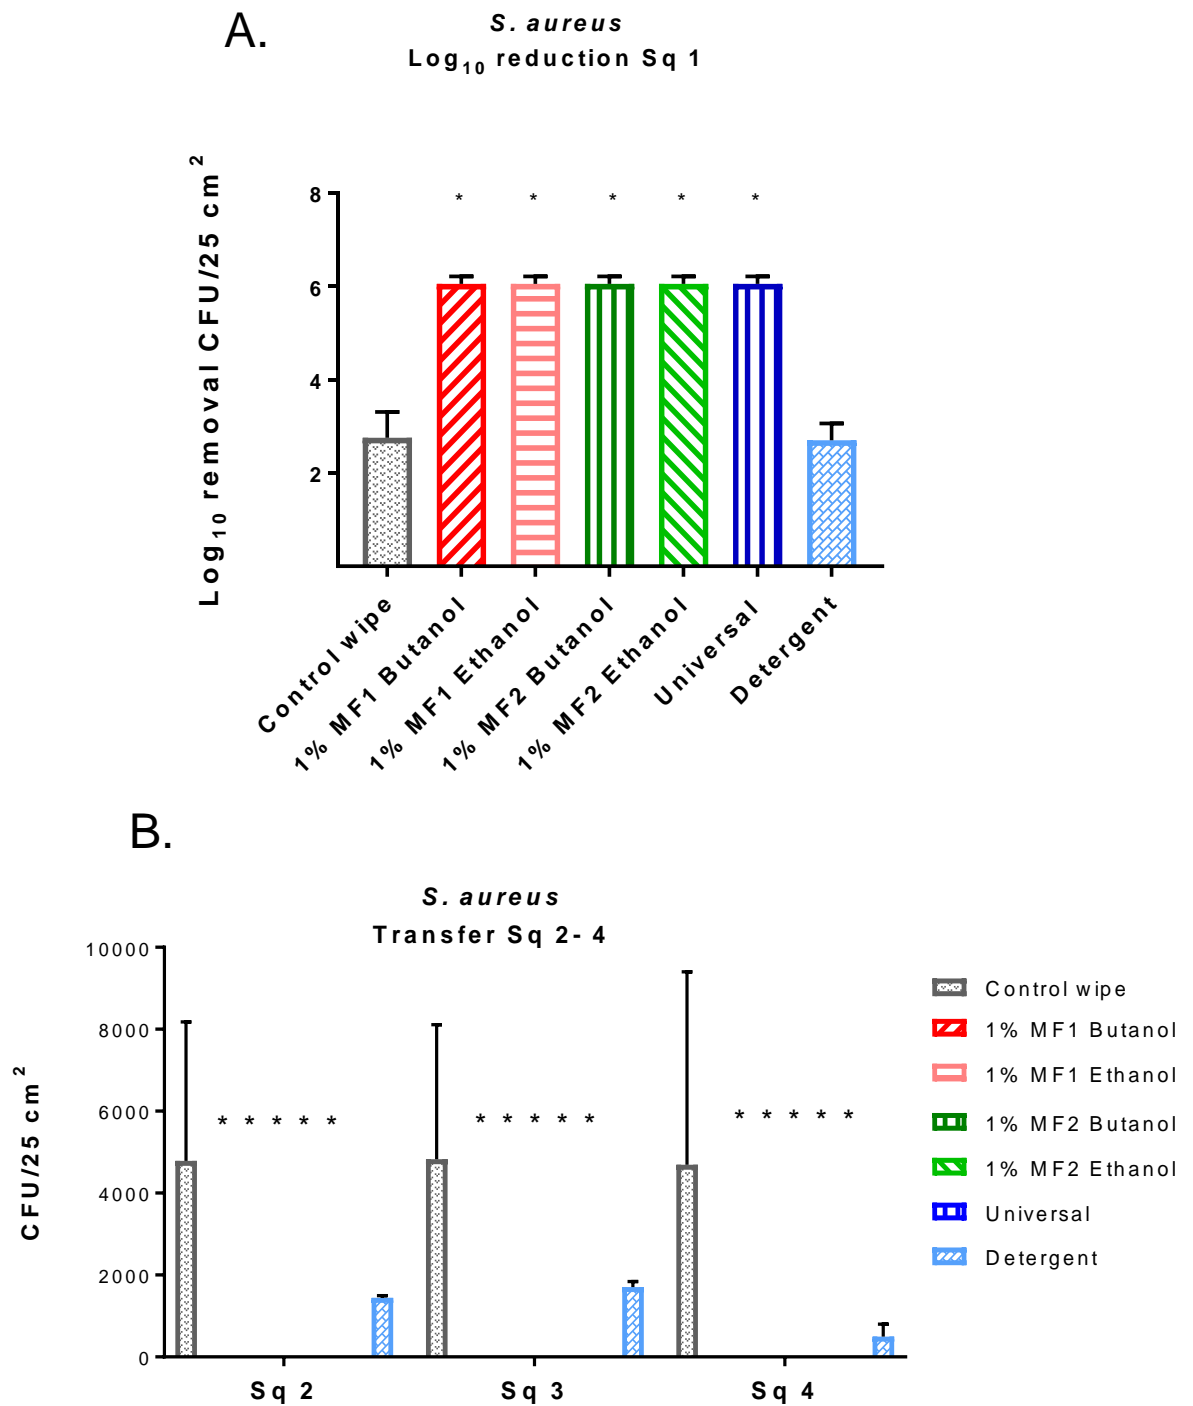 A.
S. aureus
Log10 reduction Sq 1
Log10 removal CFU/25 cm2
8
6
4
2
* * * * *
Control wipe
1% MF1 Butanol
1% MF1 Ethanol
1% MF2 Butanol
1% MF2 Ethanol
Universal
Detergent
B.
S. aureus
Transfer Sq 2- 4
CFU/25 cm2
10000
8000
6000
4000
2000
0
* * * * *
* * * * *
* * * * *
Sq 2
Sq 3
Sq 4
Control wipe
1% MF1 Butanol
1% MF1 Ethanol
1% MF2 Butanol
1% MF2 Ethanol
Universal
Detergent